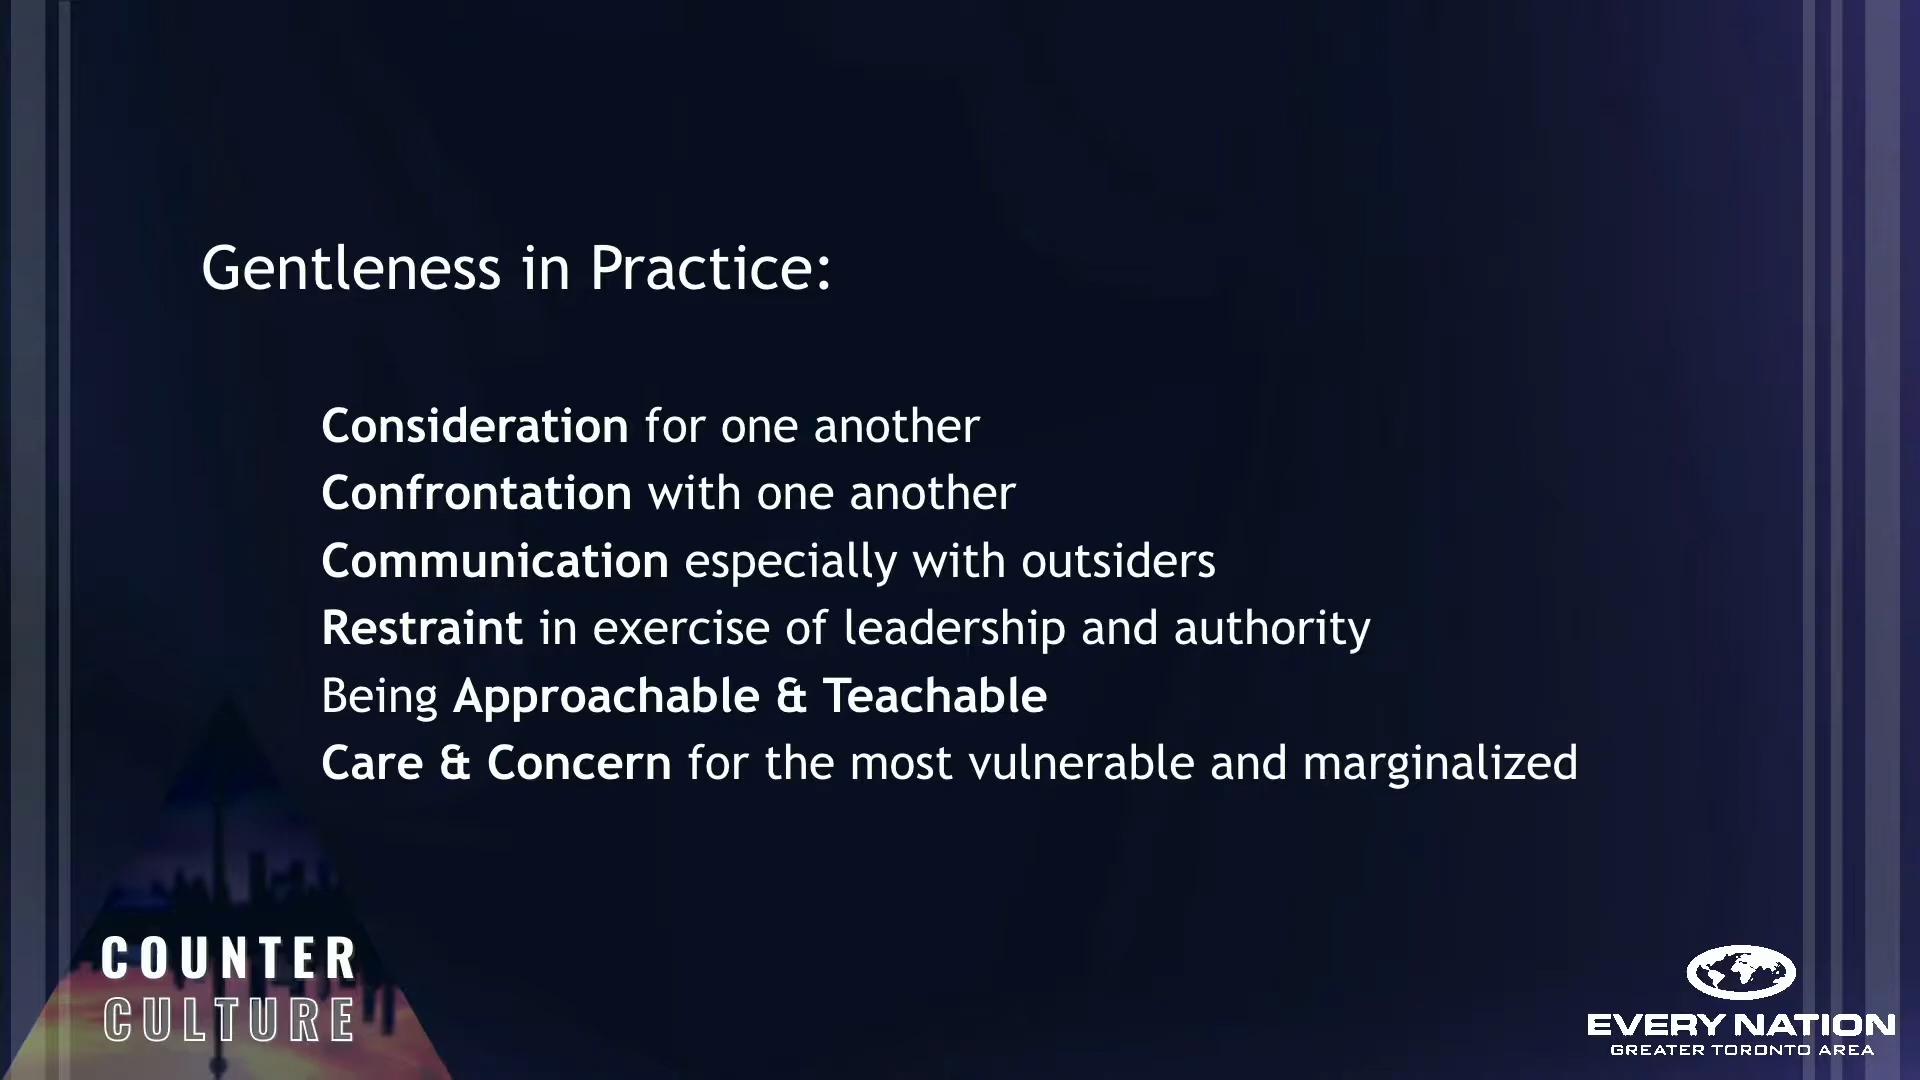 Gentleness in Practice:
Consideration for one another
Confrontation with one another
Communication especially with outsiders
Restraint in exercise of leadership and authority
Being Approachable & Teachable
Care & Concern for the most vulnerable and marginalized
COUNTER
CULTURE
EVERY NATION
GREATER TORONTO AREA